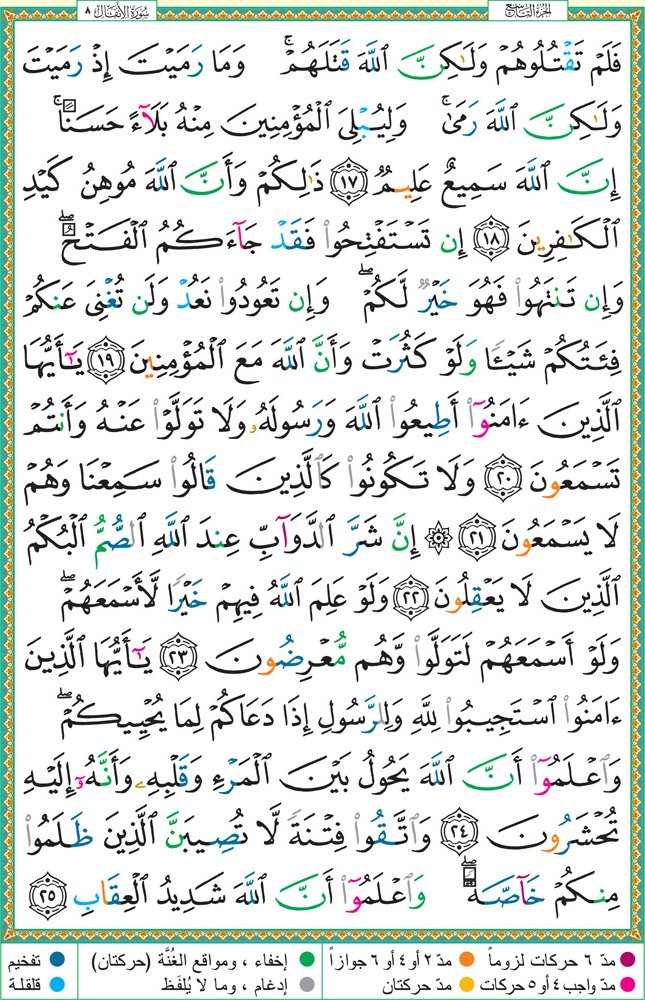 الجزء التاسع سورة الأنفال ٨
فَلَمْ تَقْتُلُوهُمْ وَلَٰكِنَّ ٱللَّهَ قَتَلَهُمْ ۚ وَمَا رَمَيْتَ إِذْ رَمَيْتَ
وَلَٰكِنَّ ٱللَّهَ رَمَىٰ ۚ وَلِيُبْلِىَ ٱلْمُؤْمِنِينَ مِنْهُ بَلَآءً حَسَنًا ۚ
إِنَّ ٱللَّهَ سَمِيعٌ عَلِيمٌ ١٧ ذَٰلِكُمْ وَأَنَّ ٱللَّهَ مُوهِنُ كَيْدِ
ٱلْكَٰفِرِينَ ١٨ إِن تَسْتَفْتِحُوا۟ فَقَدْ جَآءَكُمُ ٱلْفَتْحُ ۖ
وَإِن تَنتَهُوا۟ فَهُوَ خَيْرٌ لَّكُمْ ۖ وَإِن تَعُودُوا۟ نَعُدْ وَلَن تُغْنِىَ عَنكُمْ
فِئَتُكُمْ شَيْـًٔا وَلَوْ كَثُرَتْ وَأَنَّ ٱللَّهَ مَعَ ٱلْمُؤْمِنِينَ ١٩ يَٰٓأَيُّهَا
ٱلَّذِينَ ءَامَنُوٓا۟ أَطِيعُوا۟ ٱللَّهَ وَرَسُولَهُۥ وَلَا تَوَلَّوْا۟ عَنْهُ وَأَنتُمْ
تَسْمَعُونَ ٢٠ وَلَا تَكُونُوا۟ كَٱلَّذِينَ قَالُوا۟ سَمِعْنَا وَهُمْ
لَا يَسْمَعُونَ ٢١ ۞ إِنَّ شَرَّ ٱلدَّوَآبِّ عِندَ ٱللَّهِ ٱلصُّمُّ ٱلْبُكْمُ
ٱلَّذِينَ لَا يَعْقِلُونَ ٢٢ وَلَوْ عَلِمَ ٱللَّهُ فِيهِمْ خَيْرًا لَّأَسْمَعَهُمْ ۖ
وَلَوْ أَسْمَعَهُمْ لَتَوَلَّوا۟ وَّهُم مُّعْرِضُونَ ٢٣ يَٰٓأَيُّهَا ٱلَّذِينَ
ءَامَنُوا۟ ٱسْتَجِيبُوا۟ لِلَّهِ وَلِلرَّسُولِ إِذَا دَعَاكُمْ لِمَا يُحْيِيكُمْ ۖ
وَٱعْلَمُوٓا۟ أَنَّ ٱللَّهَ يَحُولُ بَيْنَ ٱلْمَرْءِ وَقَلْبِهِۦ وَأَنَّهُۥٓ إِلَيْهِ
تُحْشَرُونَ ٢٤ وَٱتَّقُوا۟ فِتْنَةً لَّا تُصِيبَنَّ ٱلَّذِينَ ظَلَمُوا۟
مِنكُمْ خَآصَّةً ۖ وَٱعْلَمُوٓا۟ أَنَّ ٱللَّهَ شَدِيدُ ٱلْعِقَابِ ٢٥
مدّ ٦ حركات لزوماً مدّ ٢ أو ٤ أو ٦ جوازاً إخفاء ، ومواقع الغُنَّة (حركتان) تفخيم
مدّ واجب ٤ أو ٥ حركات مدّ حركتان إدغام ، وما لا يُلفَظ قلقلة